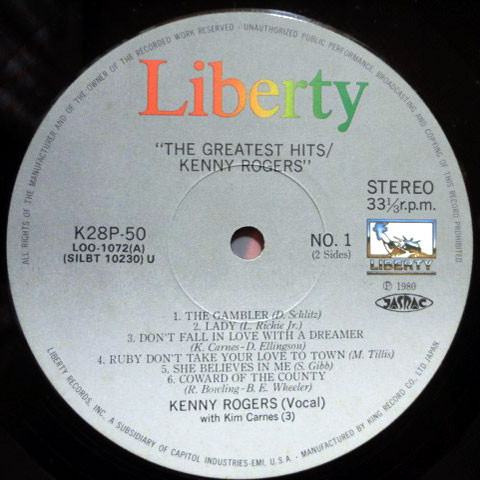 ALL RIGHTS OF THE MANUFACTURER AND OF THE OWNER OF THE RECORDED WORK RESERVED - UNAUTHORIZED PUBLIC PERFORMANCE, BROADCASTING AND COPYING OF THIS RECORD PROHIBITED
Liberty
"THE GREATEST HITS/
KENNY ROGERS"
STEREO
33⅓r.p.m.
K28P-50
LOO-1072(A)
(SILBT 10230) U
NO. 1
(2 Sides)
LIBERTY
℗ 1980
JASRAC
1. THE GAMBLER (D. Schlitz)
2. LADY (L. Richie Jr.)
3. DON'T FALL IN LOVE WITH A DREAMER
(K. Carnes-D. Ellingson)
4. RUBY DON'T TAKE YOUR LOVE TO TOWN (M. Tillis)
5. SHE BELIEVES IN ME (S. Gibb)
6. COWARD OF THE COUNTY
(R. Bowling-B. E. Wheeler)
KENNY ROGERS (Vocal)
with Kim Carnes (3)
LIBERTY RECORDS, INC. A SUBSIDIARY OF CAPITOL INDUSTRIES-EMI, U.S.A. • MANUFACTURED BY KING RECORD CO. LTD. JAPAN